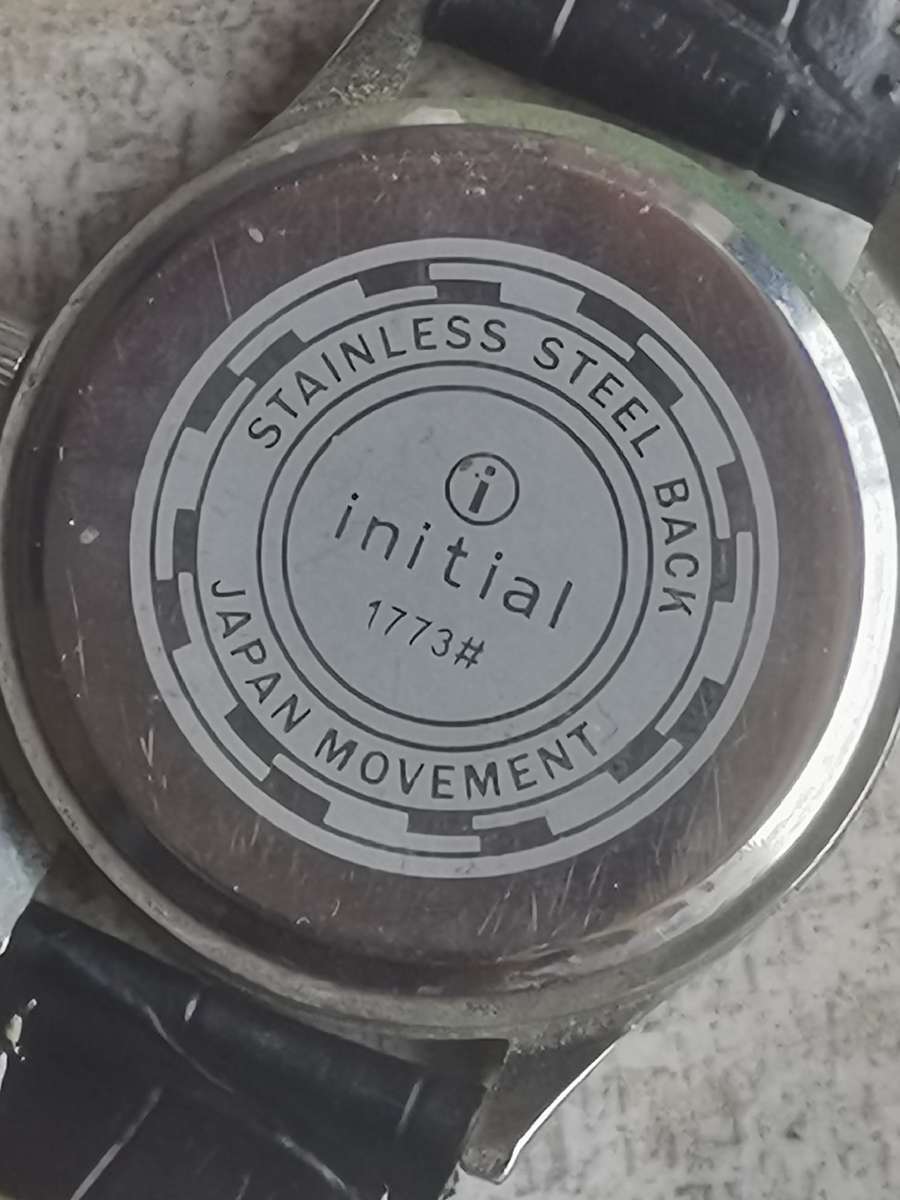 STAINLESS STEEL BACK
i
initial
1773#
JAPAN MOVEMENT